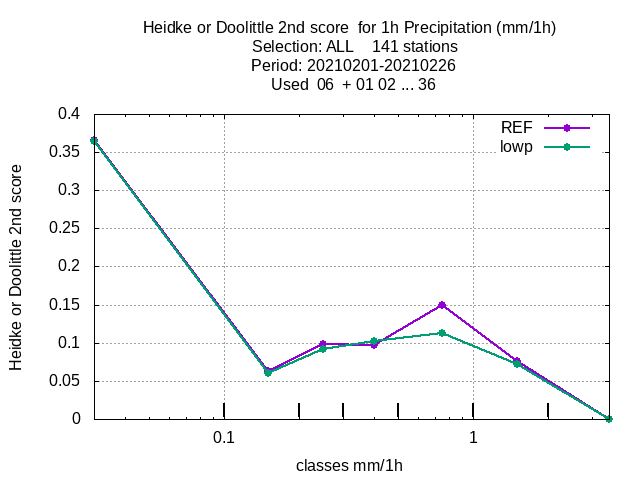 Heidke or Doolittle 2nd score  for 1h Precipitation (mm/1h)
Selection: ALL    141 stations
Period: 20210201-20210226
Used  06  + 01 02 ... 36
REF
lowp
0.4
0.35
0.3
0.25
0.2
0.15
0.1
0.05
0
Heidke or Doolittle 2nd score
0.1
1
classes mm/1h